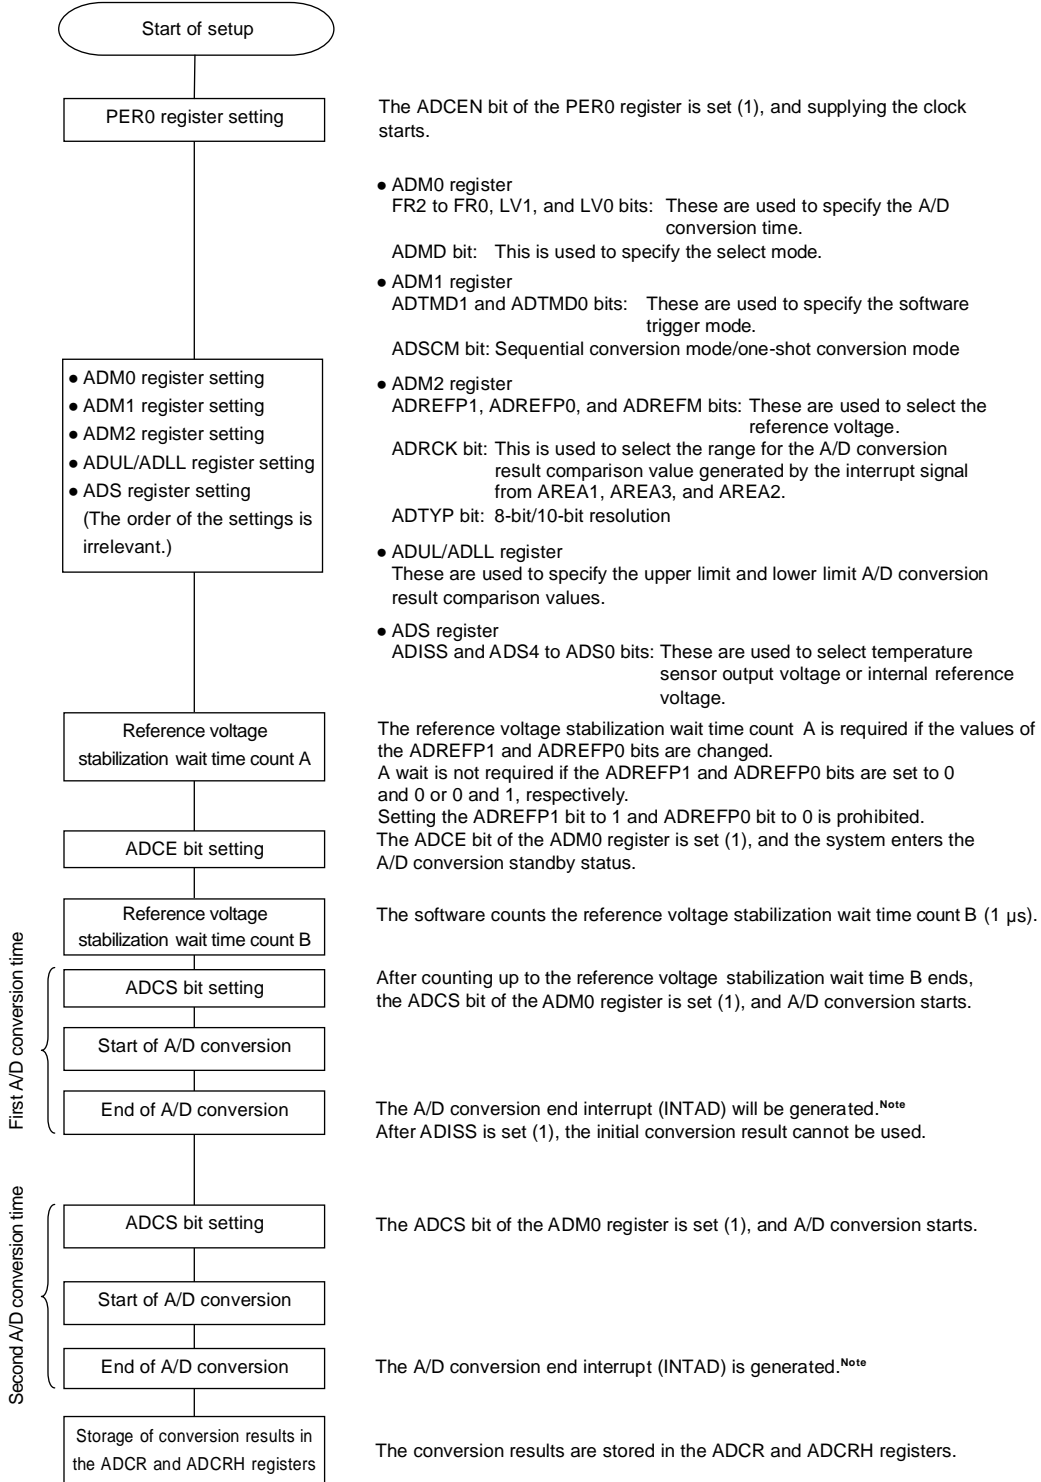 Start of setup
PER0 register setting
The ADCEN bit of the PER0 register is set (1), and supplying the clock
starts.
● ADM0 register
FR2 to FR0, LV1, and LV0 bits: These are used to specify the A/D
conversion time.
ADMD bit: This is used to specify the select mode.
● ADM1 register
ADTMD1 and ADTMD0 bits: These are used to specify the software
trigger mode.
ADSCM bit: Sequential conversion mode/one-shot conversion mode
● ADM0 register setting
● ADM1 register setting
● ADM2 register setting
● ADUL/ADLL register setting
● ADS register setting
(The order of the settings is
irrelevant.)
● ADM2 register
ADREFP1, ADREFP0, and ADREFM bits: These are used to select the
reference voltage.
ADRCK bit: This is used to select the range for the A/D conversion
result comparison value generated by the interrupt signal
from AREA1, AREA3, and AREA2.
ADTYP bit: 8-bit/10-bit resolution
● ADUL/ADLL register
These are used to specify the upper limit and lower limit A/D conversion
result comparison values.
● ADS register
ADISS and ADS4 to ADS0 bits: These are used to select temperature
sensor output voltage or internal reference
voltage.
Reference voltage
stabilization wait time count A
The reference voltage stabilization wait time count A is required if the values of
the ADREFP1 and ADREFP0 bits are changed.
A wait is not required if the ADREFP1 and ADREFP0 bits are set to 0
and 0 or 0 and 1, respectively.
Setting the ADREFP1 bit to 1 and ADREFP0 bit to 0 is prohibited.
ADCE bit setting
The ADCE bit of the ADM0 register is set (1), and the system enters the
A/D conversion standby status.
Reference voltage
stabilization wait time count B
The software counts the reference voltage stabilization wait time count B (1 µs).
First A/D conversion time
ADCS bit setting
After counting up to the reference voltage stabilization wait time B ends,
the ADCS bit of the ADM0 register is set (1), and A/D conversion starts.
Start of A/D conversion
End of A/D conversion
The A/D conversion end interrupt (INTAD) will be generated.Note
After ADISS is set (1), the initial conversion result cannot be used.
Second A/D conversion time
ADCS bit setting
The ADCS bit of the ADM0 register is set (1), and A/D conversion starts.
Start of A/D conversion
End of A/D conversion
The A/D conversion end interrupt (INTAD) is generated.Note
Storage of conversion results in
the ADCR and ADCRH registers
The conversion results are stored in the ADCR and ADCRH registers.